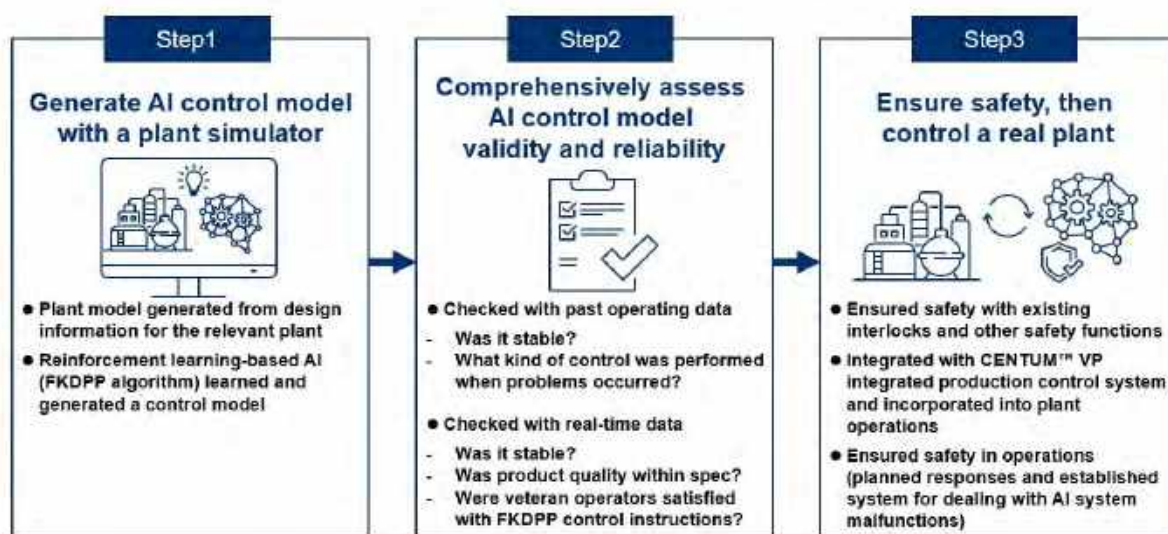 Step1
Generate AI control model
with a plant simulator
● Plant model generated from design
information for the relevant plant
● Reinforcement learning-based AI
(FKDPP algorithm) learned and
generated a control model
Step2
Comprehensively assess
AI control model
validity and reliability
● Checked with past operating data
- Was it stable?
- What kind of control was performed
when problems occurred?
● Checked with real-time data
- Was it stable?
- Was product quality within spec?
- Were veteran operators satisfied
with FKDPP control instructions?
Step3
Ensure safety, then
control a real plant
● Ensured safety with existing
interlocks and other safety functions
● Integrated with CENTUM™ VP
integrated production control system
and incorporated into plant
operations
● Ensured safety in operations
(planned responses and established
system for dealing with AI system
malfunctions)